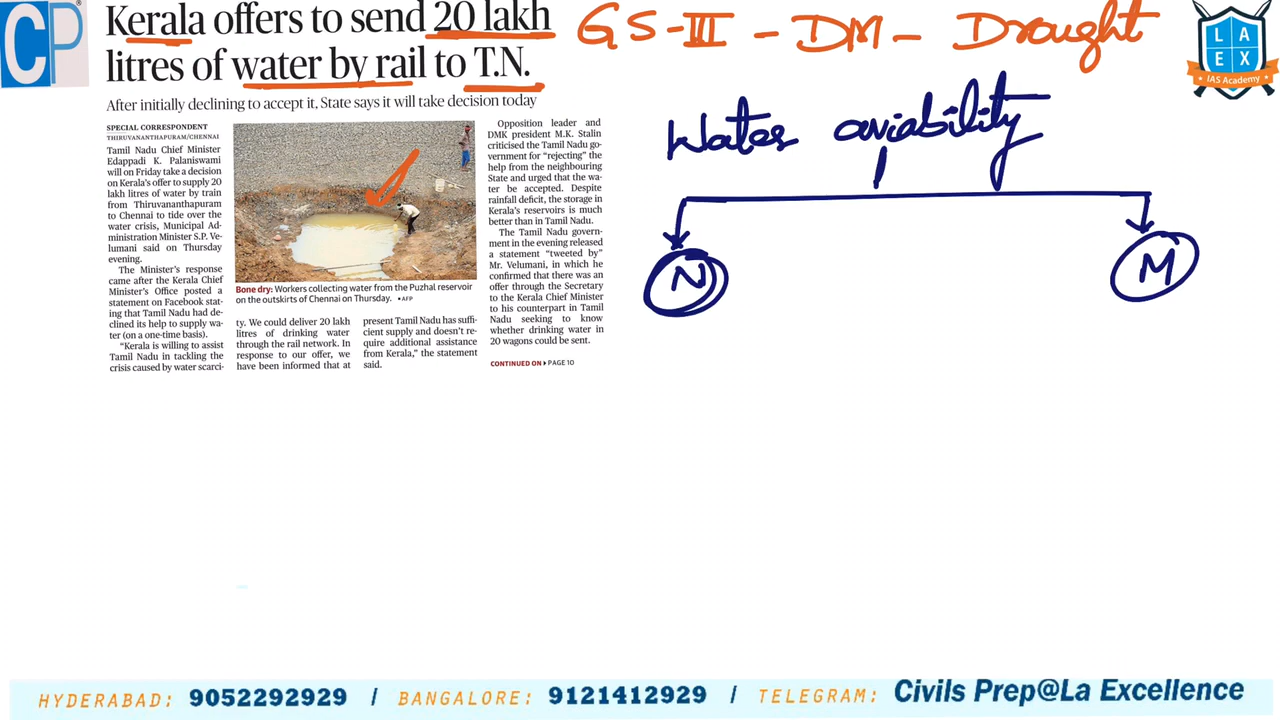 CP
Kerala offers to send 20 lakh
litres of water by rail to T.N.
After initially declining to accept it, State says it will take decision today
SPECIAL CORRESPONDENT
THIRUVANANTHAPURAM/CHENNAI
Tamil Nadu Chief Minister
Edappadi K. Palaniswami
will on Friday take a decision
on Kerala's offer to supply 20
lakh litres of water by train
from Thiruvananthapuram
to Chennai to tide over the
water crisis, Municipal Ad-
ministration Minister S.P. Ve-
lumani said on Thursday
evening.
The Minister's response
came after the Kerala Chief
Minister's Office posted a
statement on Facebook stat-
ing that Tamil Nadu had de-
clined its help to supply wa-
ter (on a one-time basis).
"Kerala is willing to assist
Tamil Nadu in tackling the
crisis caused by water scarci-
Bone dry: Workers collecting water from the Puzhal reservoir
on the outskirts of Chennai on Thursday. • AFP
ty. We could deliver 20 lakh
litres of drinking water
through the rail network. In
response to our offer, we
have been informed that at
present Tamil Nadu has suffi-
cient supply and doesn't re-
quire additional assistance
from Kerala," the statement
said.
Opposition leader and
DMK president M.K. Stalin
criticised the Tamil Nadu go-
vernment for "rejecting" the
help from the neighbouring
State and urged that the wa-
ter be accepted. Despite
rainfall deficit, the storage in
Kerala's reservoirs is much
better than in Tamil Nadu.
The Tamil Nadu govern-
ment in the evening released
a statement "tweeted by"
Mr. Velumani, in which he
confirmed that there was an
offer through the Secretary
to the Kerala Chief Minister
to his counterpart in Tamil
Nadu seeking to know
whether drinking water in
20 wagons could be sent.
CONTINUED ON ▶ PAGE 10
GS-III - DM - Drought
Water aviability
N
M
L A
E X
IAS Academy
HYDERABAD: 9052292929 / BANGALORE: 9121412929 / TELEGRAM: Civils Prep@La Excellence